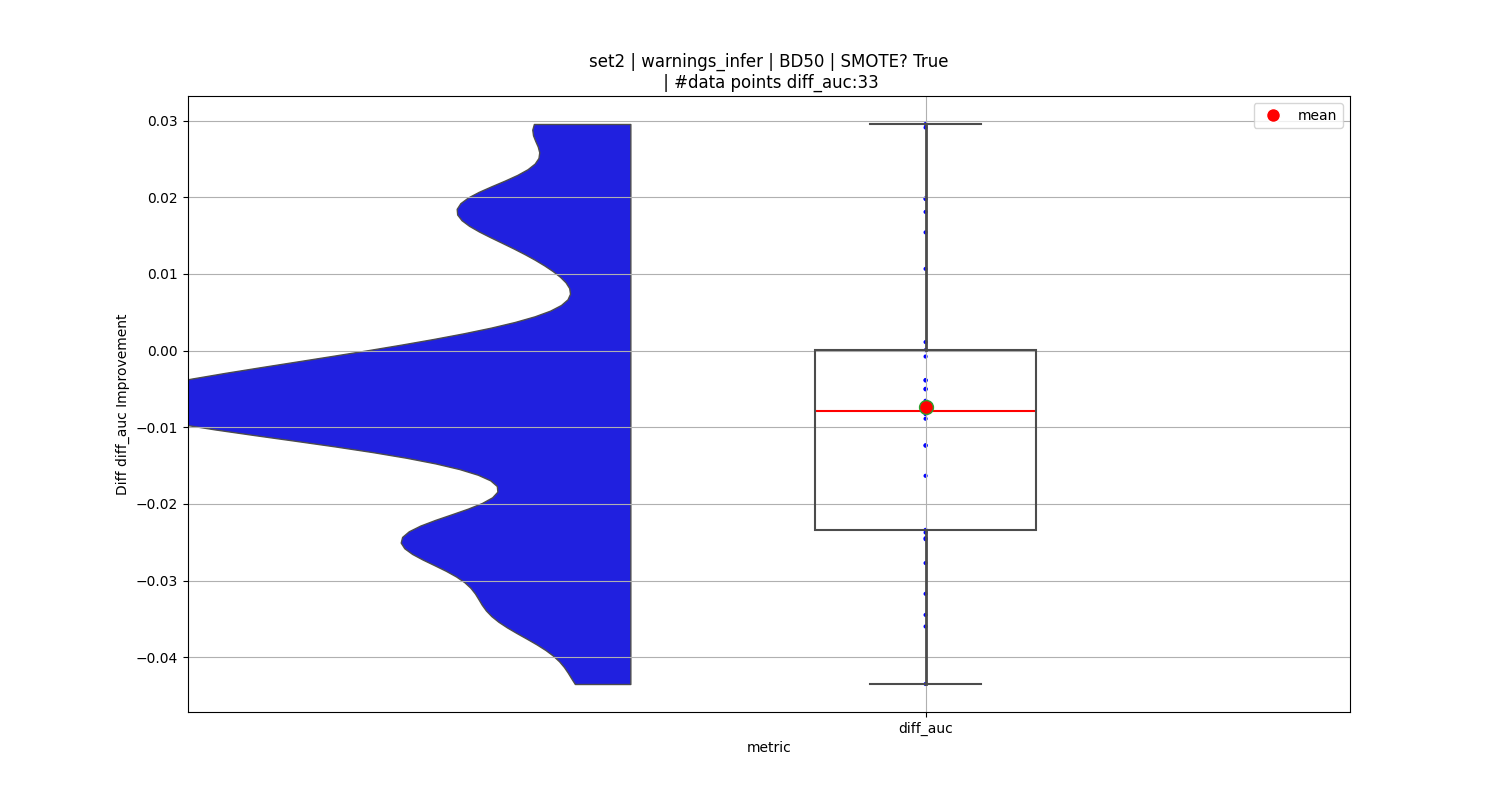 set2 | warnings_infer | BD50 | SMOTE? True
| #data points diff_auc:33
mean
0.03
0.02
0.01
0.00
−0.01
−0.02
−0.03
−0.04
Diff diff_auc Improvement
diff_auc
metric